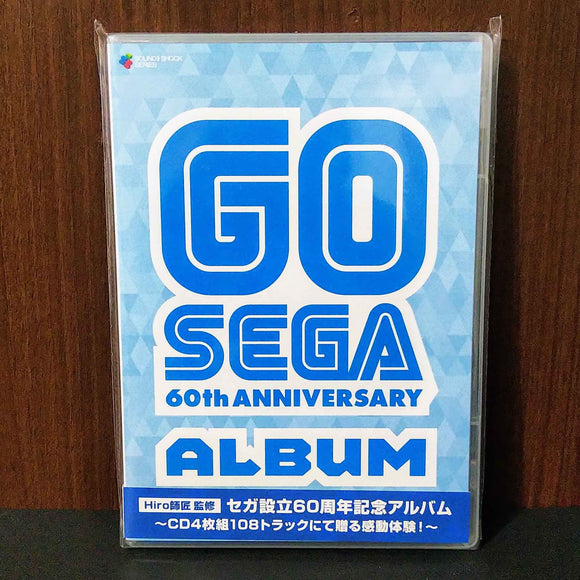 SOUND SHOCK
SERIES
GO
SEGA
60th ANNIVERSARY
ALBUM
Hiro師匠 監修 セガ設立60周年記念アルバム
～CD4枚組108トラックにて贈る感動体験！～